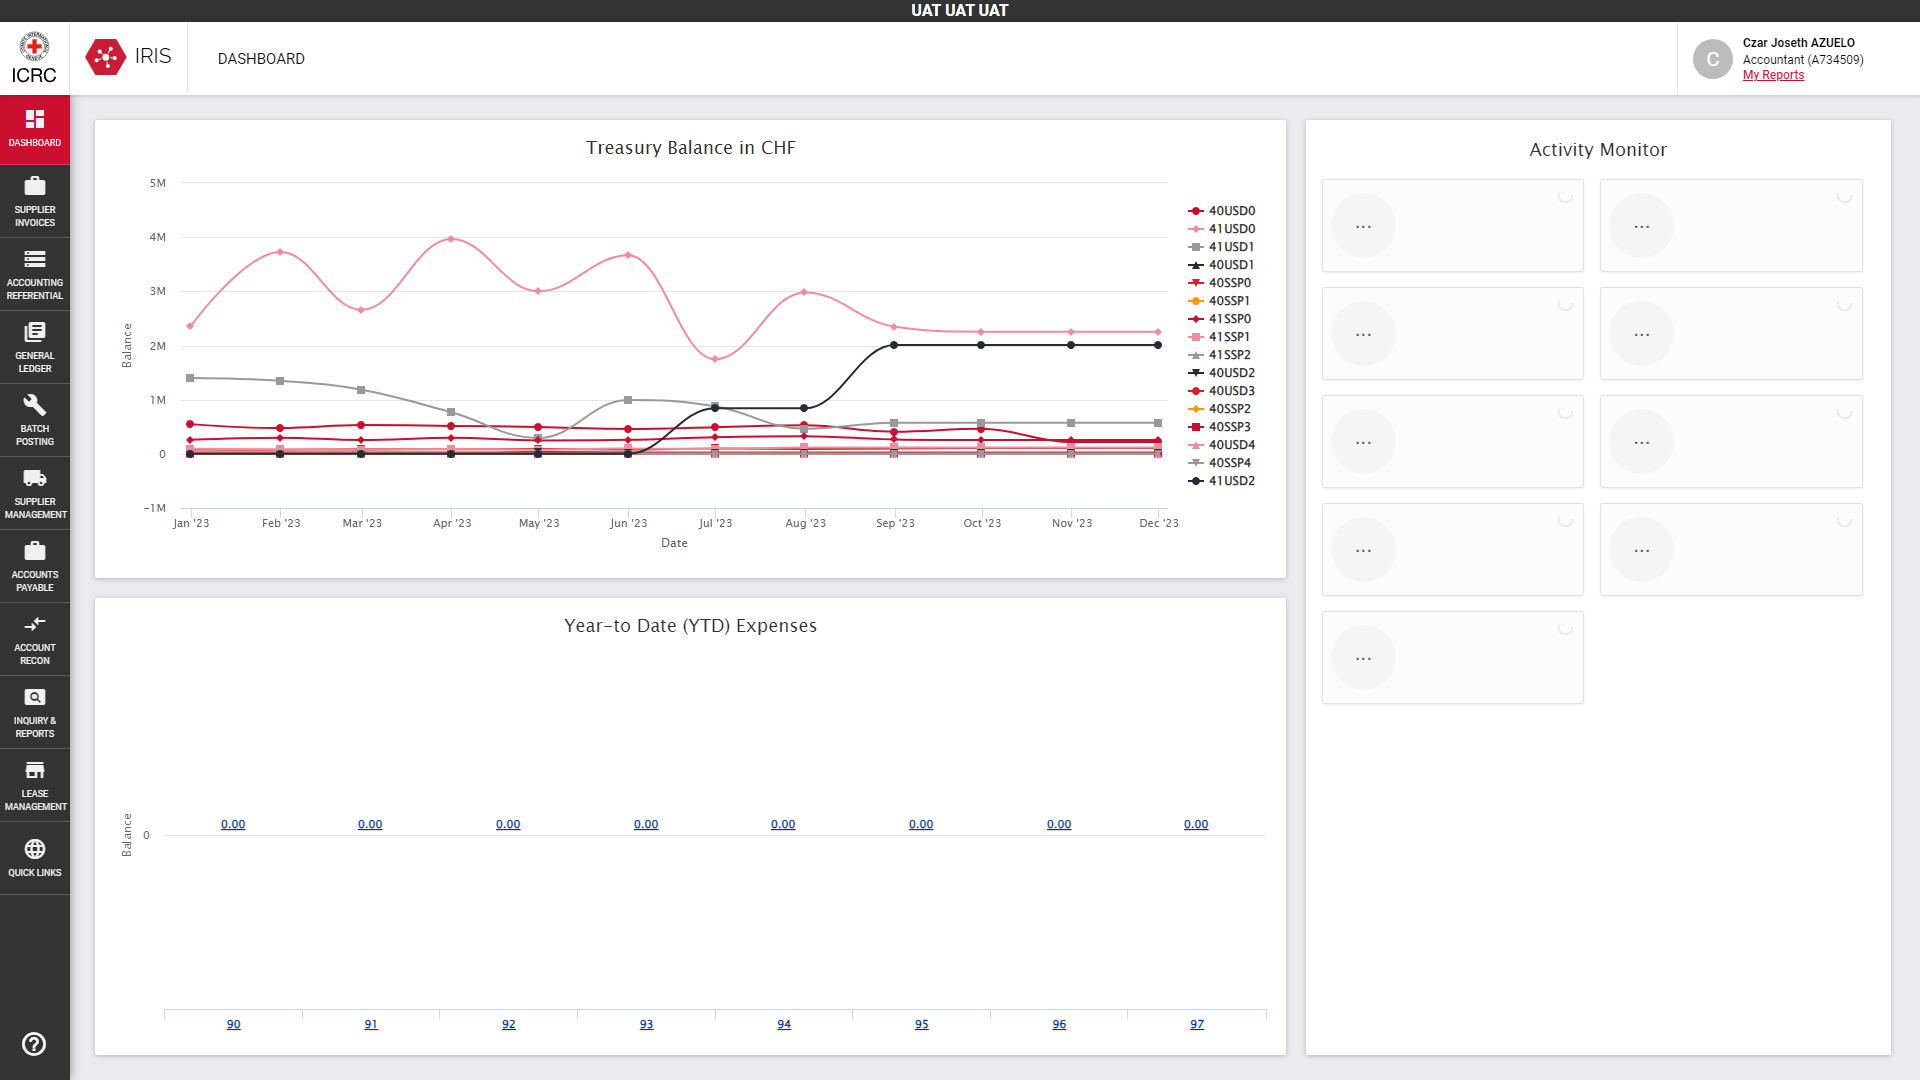 UAT UAT UAT
ICRC
IRIS
DASHBOARD
C
Czar Joseth AZUELO
Accountant (A734509)
My Reports
DASHBOARD
SUPPLIER
INVOICES
ACCOUNTING
REFERENTIAL
GENERAL
LEDGER
BATCH
POSTING
SUPPLIER
MANAGEMENT
ACCOUNTS
PAYABLE
ACCOUNT
RECON
INQUIRY &
REPORTS
LEASE
MANAGEMENT
QUICK LINKS
Treasury Balance in CHF
Balance
5M
4M
3M
2M
1M
0
-1M
Jan '23
Feb '23
Mar '23
Apr '23
May '23
Jun '23
Jul '23
Aug '23
Sep '23
Oct '23
Nov '23
Dec '23
Date
40USD0
41USD0
41USD1
40USD1
40SSP0
40SSP1
41SSP0
41SSP1
41SSP2
40USD2
40USD3
40SSP2
40SSP3
40USD4
40SSP4
41USD2
Year-to Date (YTD) Expenses
Balance
0
0.00
0.00
0.00
0.00
0.00
0.00
0.00
0.00
90
91
92
93
94
95
96
97
Activity Monitor
...
...
...
...
...
...
...
...
...